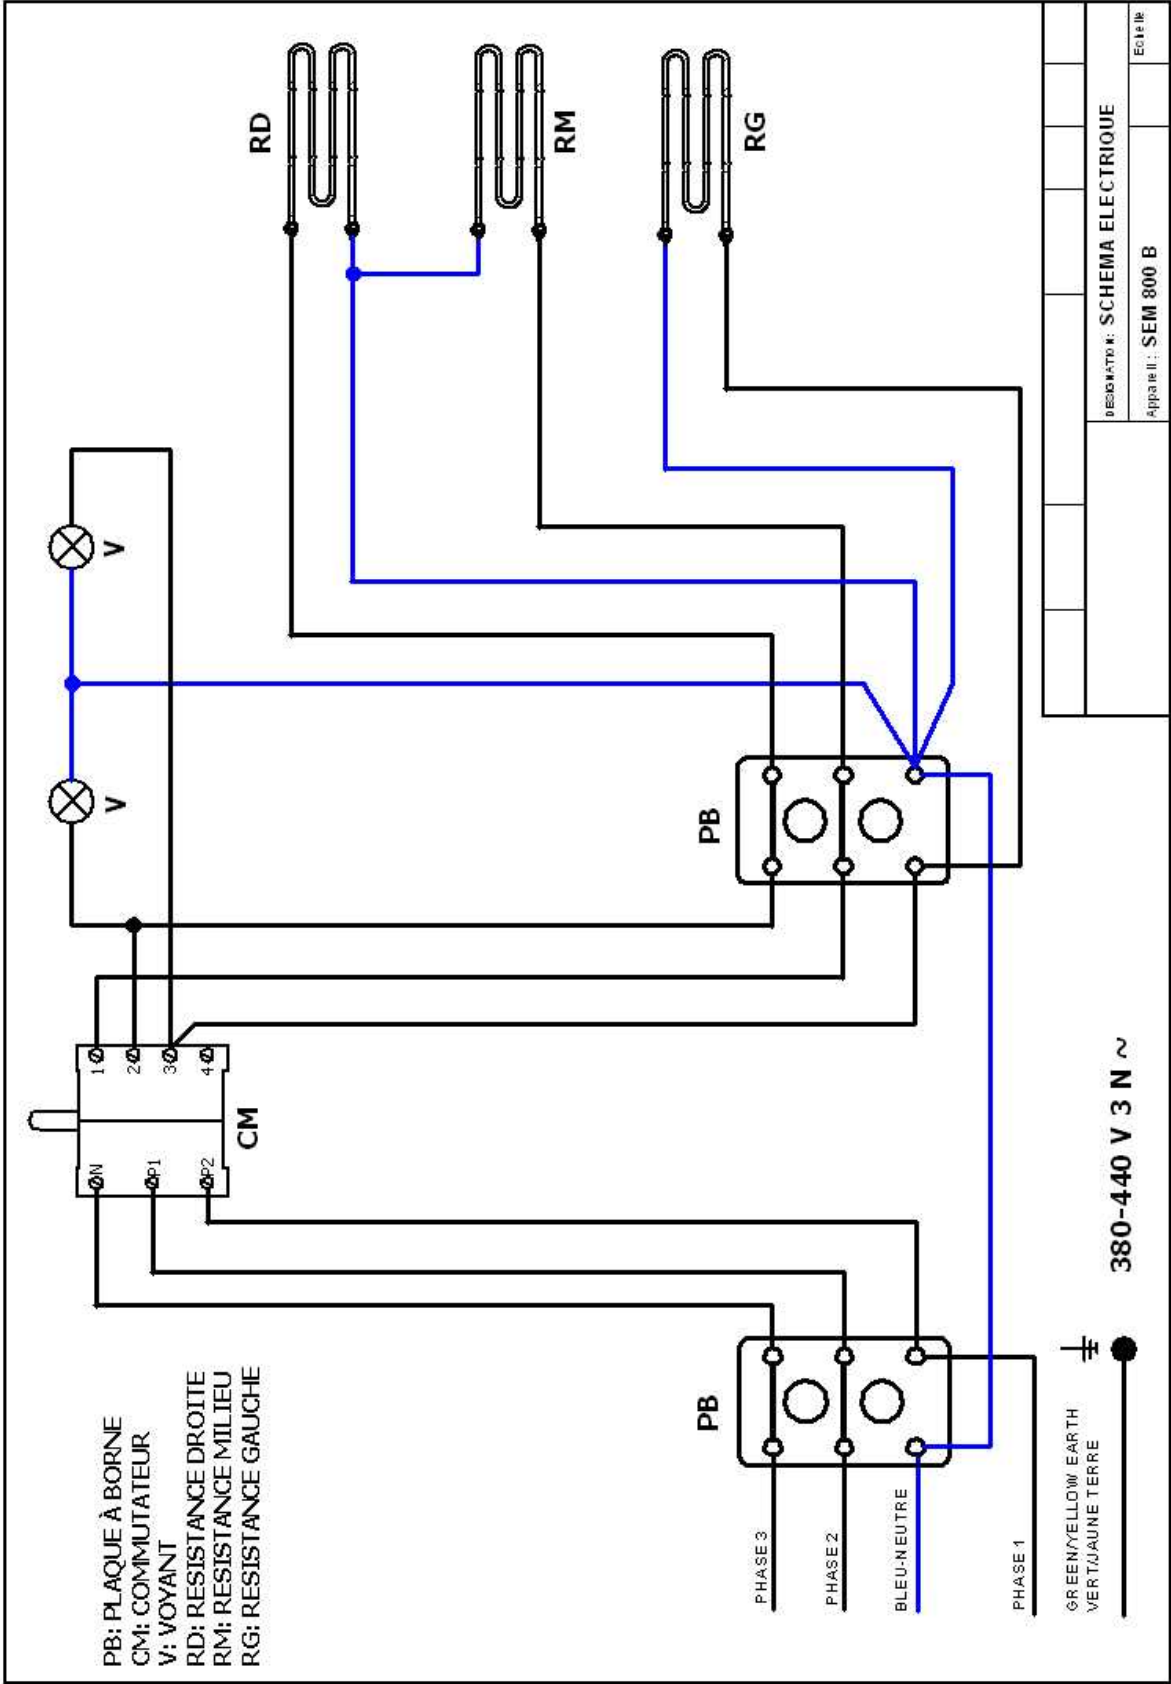 PB: PLAQUE À BORNE
CM: COMMUTATEUR
V: VOYANT
RD: RESISTANCE DROITE
RM: RESISTANCE MILIEU
RG: RESISTANCE GAUCHE
N
P1
P2
1
2
3
4
CM
V
V
RD
RM
RG
PB
PB
PHASE 3
PHASE 2
BLEU-NEUTRE
PHASE 1
GREEN/YELLOW EARTH
VERT/JAUNE TERRE
380-440 V 3 N ~
DESIGNATION: SCHEMA ELECTRIQUE
Appareil: SEM 800 B
Echelle